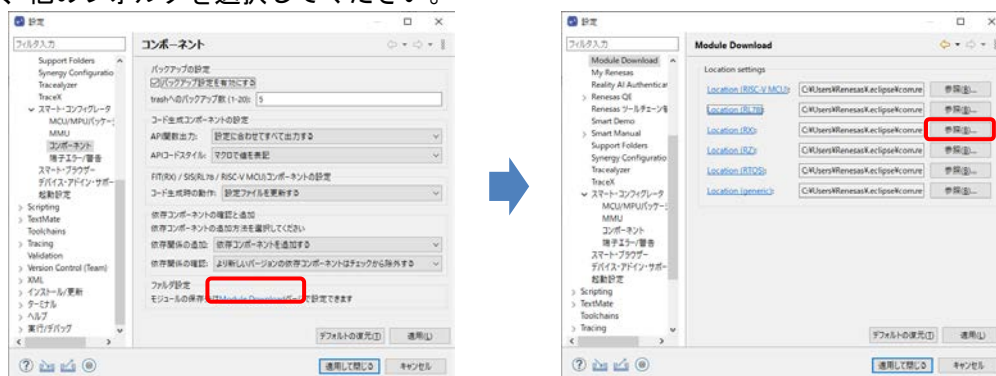 、他のフォルダを選択してください。
設定
フィルタ入力
Support Folders
Synergy Configuratio
Tracealyzer
TraceX
スマート・コンフィグレータ
MCU/MPUパッケー
MMU
コンポーネント
端子エラー/警告
スマート・ブラウザー
デバイス・アドイン・サポー
起動設定
Scripting
TextMate
Toolchains
Tracing
Validation
Version Control (Team)
XML
インストール/更新
ターミナル
ヘルプ
実行/デバッグ
コンポーネント
バックアップの設定
バックアップ設定を有効にする
trashへのバックアップ数 (1-20): 5
コード生成コンポーネントの設定
API関数出力: 設定に合わせてすべて出力する
APIコードスタイル: マクロで値を表記
FIT(RX) / SIS(RL78 / RISC-V MCU)コンポーネントの設定
コード生成時の動作: 設定ファイルを更新する
依存コンポーネントの確認と追加
依存コンポーネントの追加方法を選択してください
依存関係の追加: 依存コンポーネントを追加する
依存関係の確認: より新しいバージョンの依存コンポーネントはチェックから除外する
フォルダ設定
モジュールの保存 Module Download で設定できます
デフォルトの復元(T) 適用(L)
適用して閉じる キャンセル
設定
フィルタ入力
Module Download
My Renesas
Reality AI Authenticat
Renesas QE
Renesas ツールチェーン
Smart Demo
Smart Manual
Support Folders
Synergy Configuratio
Tracealyzer
TraceX
スマート・コンフィグレータ
MCU/MPUパッケー
MMU
コンポーネント
端子エラー/警告
スマート・ブラウザー
デバイス・アドイン・サポー
起動設定
Scripting
TextMate
Toolchains
Tracing
Module Download
Location settings
Location (RISC-V MCU): C:¥Users¥Renesas¥.eclipse¥com.re 参照(B)...
Location (RL78): C:¥Users¥Renesas¥.eclipse¥com.re 参照(B)...
Location (RX): C:¥Users¥Renesas¥.eclipse¥com.re 参照(B)...
Location (RZ): C:¥Users¥Renesas¥.eclipse¥com.re 参照(B)...
Location (RTOS): C:¥Users¥Renesas¥.eclipse¥com.re 参照(B)...
Location (generic): C:¥Users¥Renesas¥.eclipse¥com.re 参照(B)...
デフォルトの復元(D) 適用(L)
適用して閉じる キャンセル